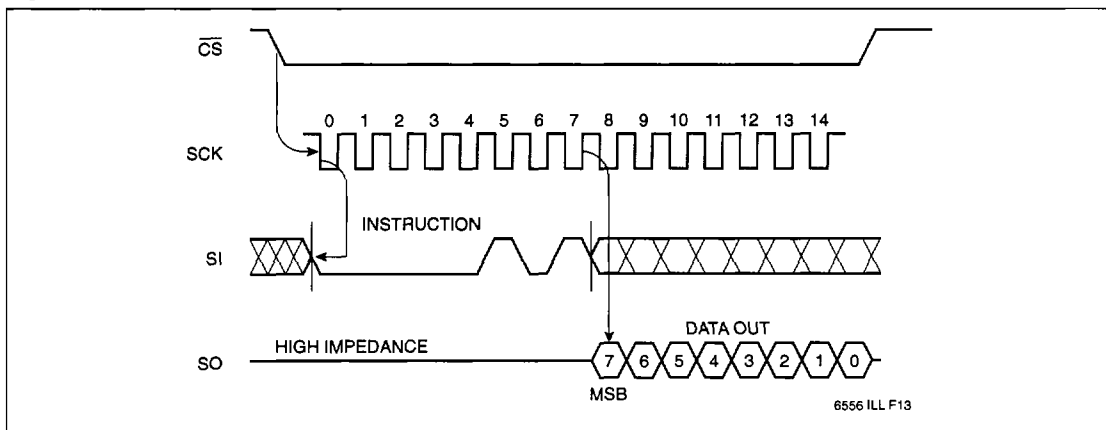 CS
0 1 2 3 4 5 6 7 8 9 10 11 12 13 14
SCK
INSTRUCTION
SI
DATA OUT
HIGH IMPEDANCE
SO
7 6 5 4 3 2 1 0
MSB
6556 ILL F13